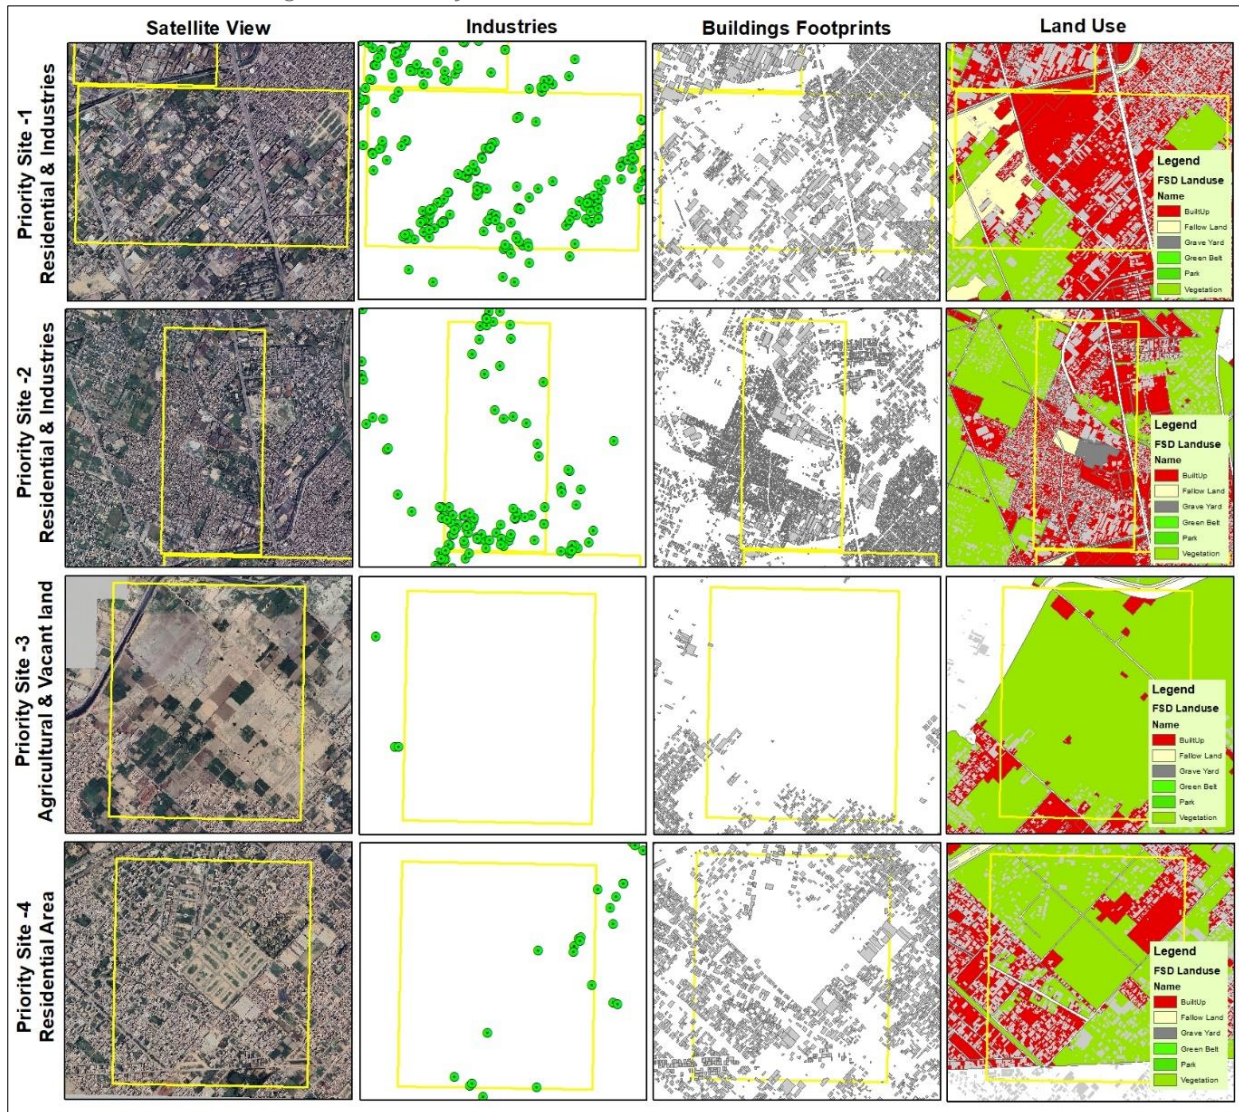 Satellite View
Industries
Buildings Footprints
Land Use
Priority Site -1
Residential & Industries
Legend
FSD Landuse
Name
BuiltUp
Fallow Land
Grave Yard
Green Belt
Park
Vegetation
Priority Site -2
Residential & Industries
Legend
FSD Landuse
Name
BuiltUp
Fallow Land
Grave Yard
Green Belt
Park
Vegetation
Priority Site -3
Agricultural & Vacant land
Legend
FSD Landuse
Name
BuiltUp
Fallow Land
Grave Yard
Green Belt
Park
Vegetation
Priority Site -4
Residential Area
Legend
FSD Landuse
Name
BuiltUp
Fallow Land
Grave Yard
Green Belt
Park
Vegetation